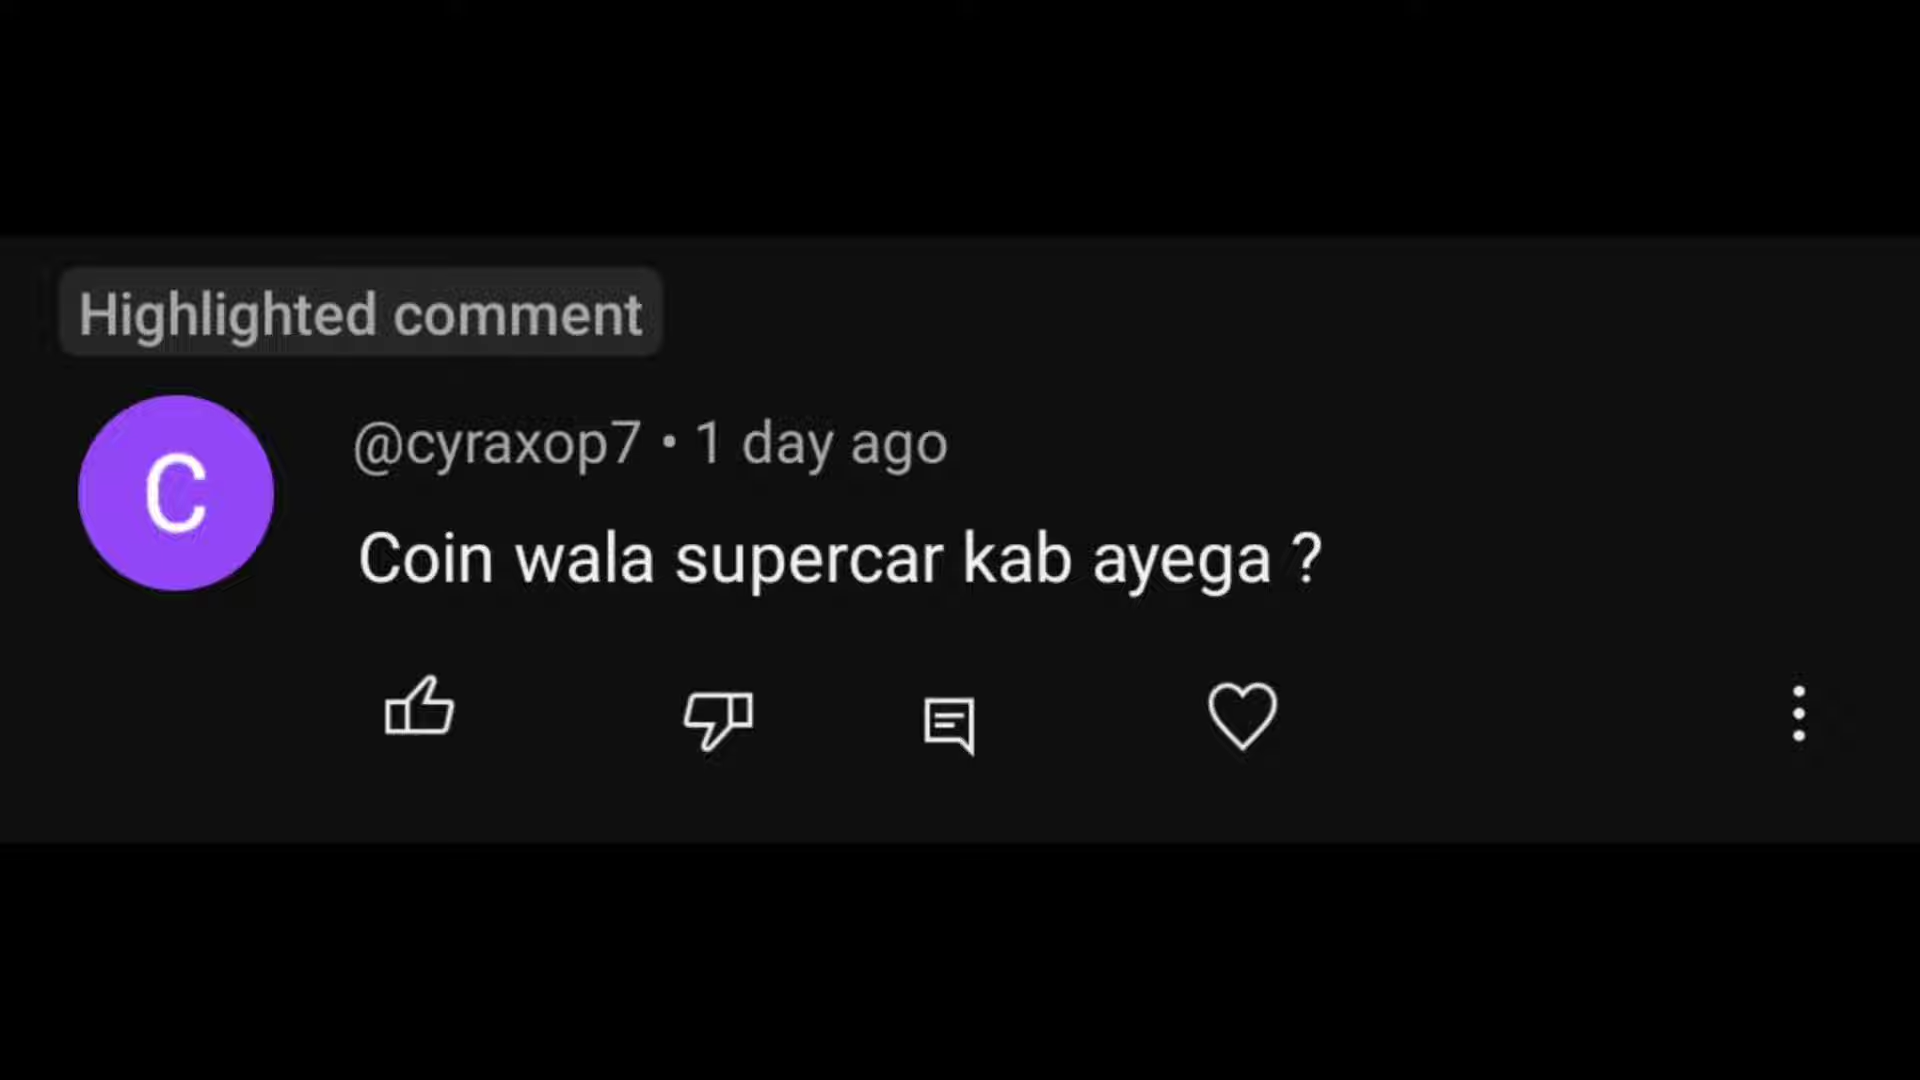 Highlighted comment
C
@cyraxop7 • 1 day ago
Coin wala supercar kab ayega ?